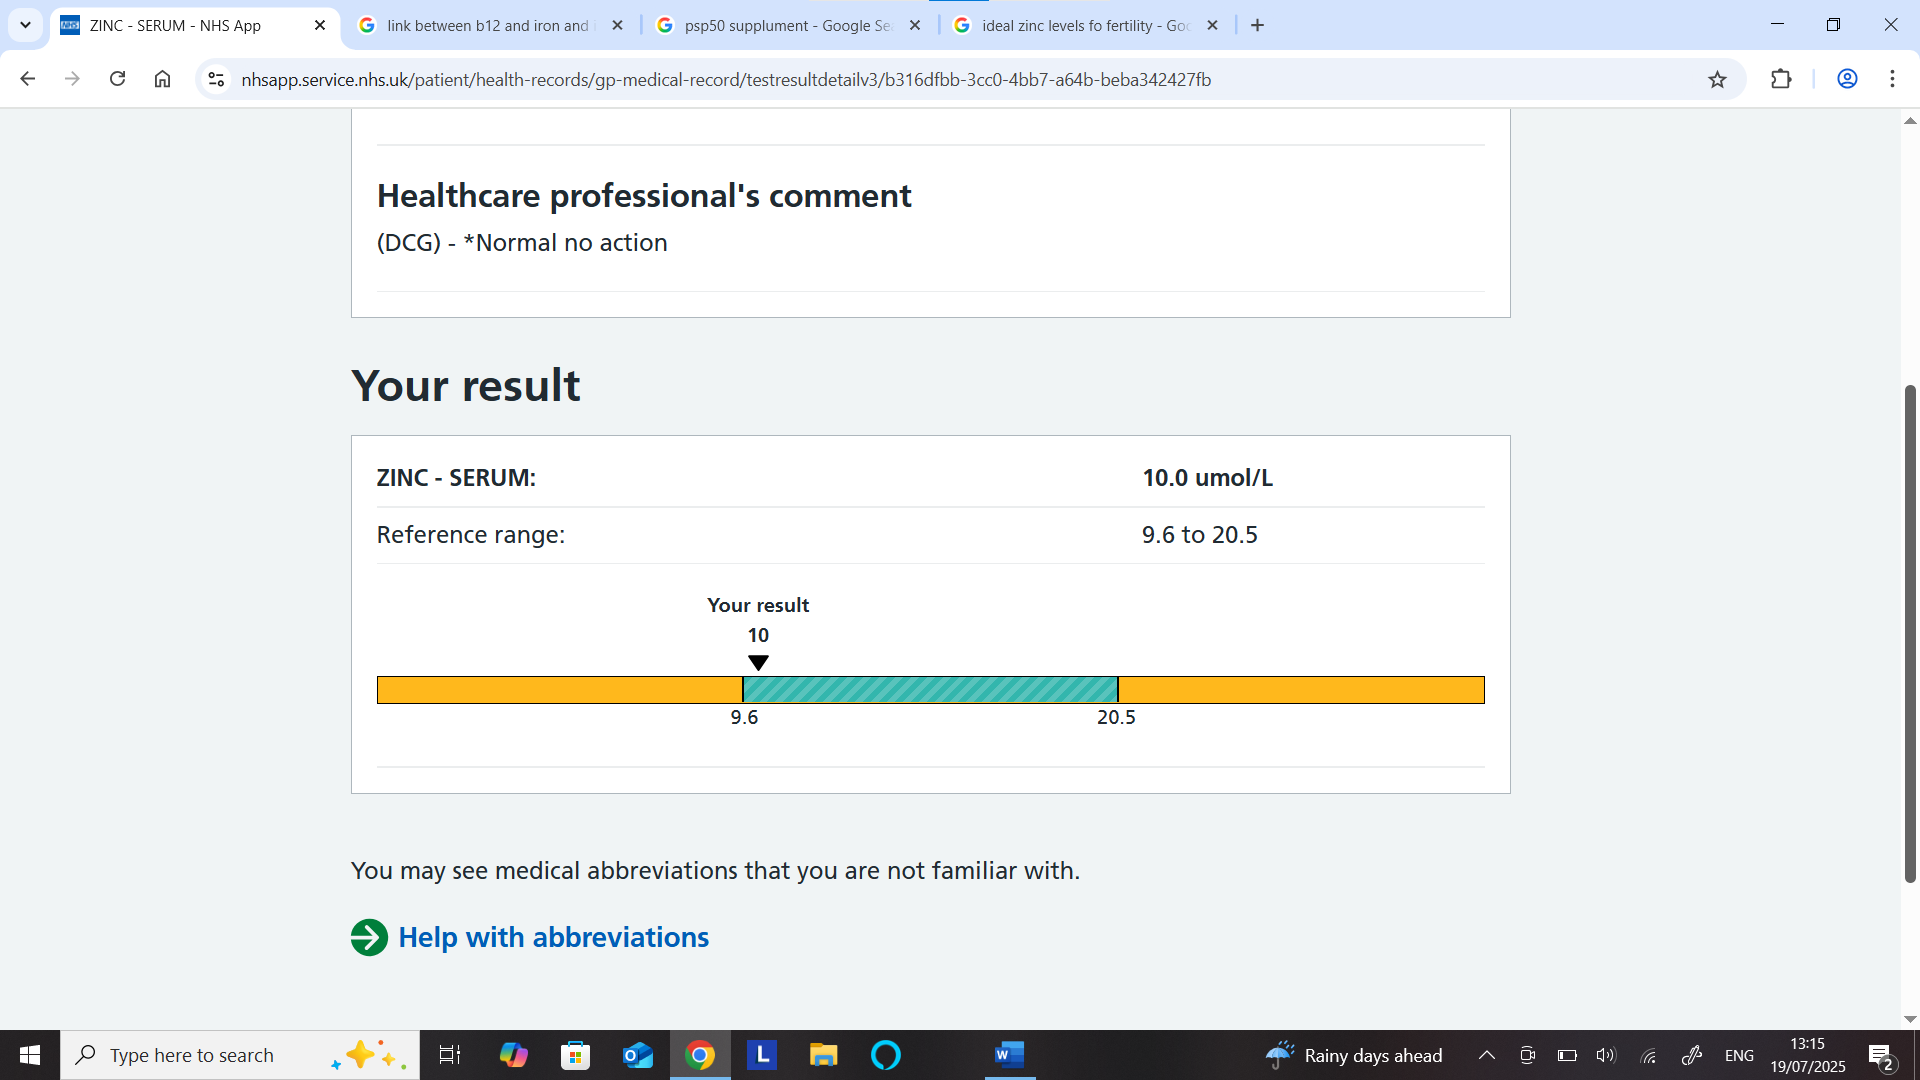 ZINC - SERUM - NHS App
link between b12 and iron and
psp50 supplument - Google Se
ideal zinc levels fo fertility - Goo
nhsapp.service.nhs.uk/patient/health-records/gp-medical-record/testresultdetailv3/b316dfbb-3cc0-4bb7-a64b-beba342427fb
Healthcare professional's comment
(DCG) - *Normal no action
Your result
ZINC - SERUM: 10.0 umol/L
Reference range: 9.6 to 20.5
Your result
10
9.6 20.5
You may see medical abbreviations that you are not familiar with.
Help with abbreviations
Type here to search
Rainy days ahead
ENG
13:15
19/07/2025
2